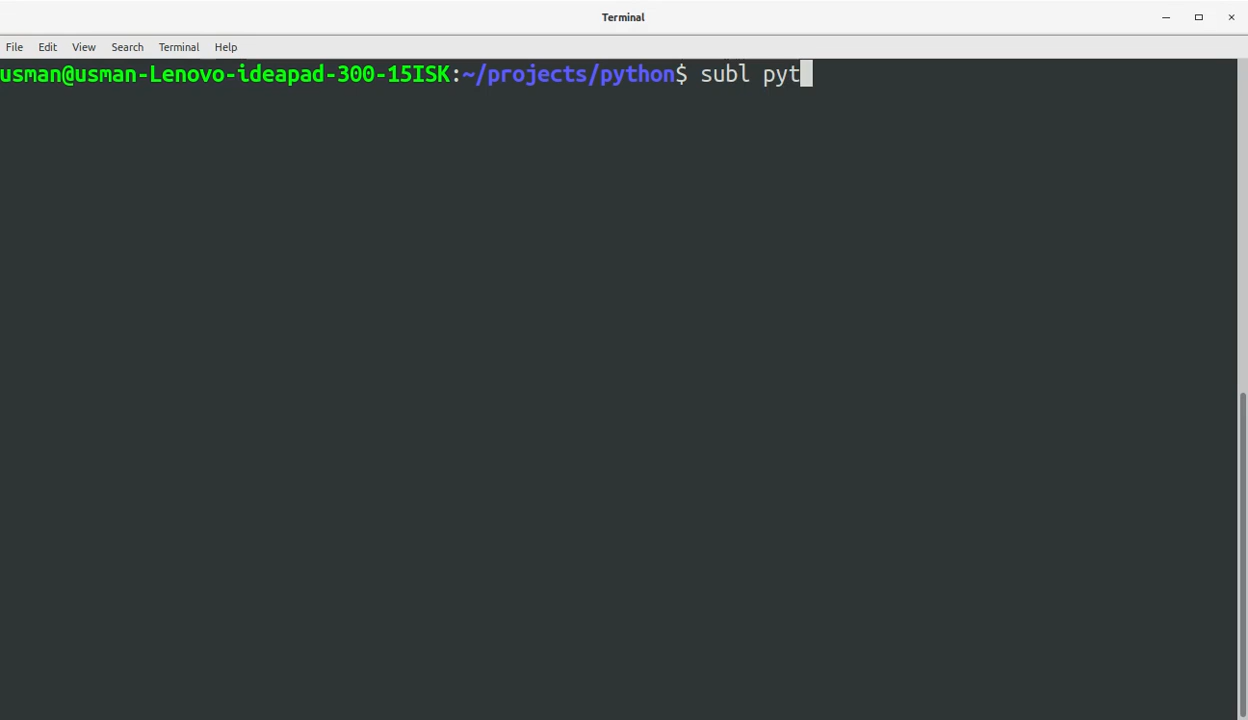 Terminal
File Edit View Search Terminal Help
usman@usman-Lenovo-ideapad-300-15ISK:~/projects/python$ subl pyt